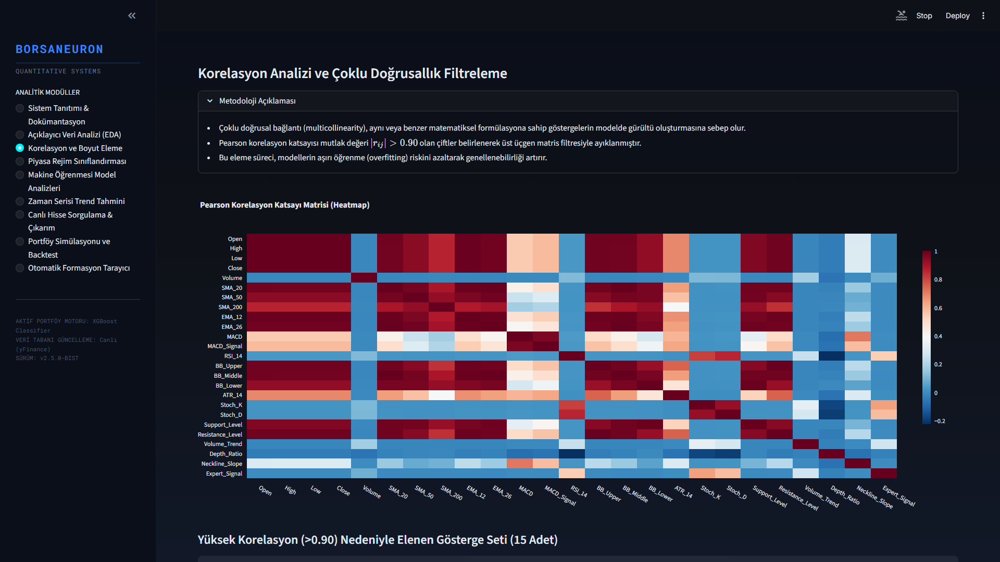 Stop
Deploy
BORSANEURON
QUANTITATIVE SYSTEMS
ANALİTİK MODÜLLER
Sistem Tanıtımı &
Dokümantasyon
Açıklayıcı Veri Analizi (EDA)
Korelasyon ve Boyut Eleme
Piyasa Rejim Sınıflandırması
Makine Öğrenmesi Model
Analizleri
Zaman Serisi Trend Tahmini
Canlı Hisse Sorgulama &
Çıkarım
Portföy Simülasyonu ve
Backtest
Otomatik Formasyon Tarayıcı
AKTİF PORTFÖY MOTORU: XGBoost
Classifier
VERİ TABANI GÜNCELLEME: Canlı
(yFinance)
SÜRÜM: v2.5.0-BIST
Korelasyon Analizi ve Çoklu Doğrusallık Filtreleme
Metodoloji Açıklaması
Çoklu doğrusal bağlantı (multicollinearity), aynı veya benzer matematiksel formülasyona sahip göstergelerin modelde gürültü oluşturmasına sebep olur.
Pearson korelasyon katsayısı mutlak değeri |r_ij| > 0.90 olan çiftler belirlenerek üst üçgen matris filtresiyle ayıklanmıştır.
Bu eleme süreci, modellerin aşırı öğrenme (overfitting) riskini azaltarak genellenebilirliği artırır.
Pearson Korelasyon Katsayı Matrisi (Heatmap)
Open
High
Low
Close
Volume
SMA_20
SMA_50
SMA_200
EMA_12
EMA_26
MACD
MACD_Signal
RSI_14
BB_Upper
BB_Middle
BB_Lower
ATR_14
Stoch_K
Stoch_D
Support_Level
Resistance_Level
Volume_Trend
Depth_Ratio
Neckline_Slope
Expert_Signal
Open
High
Low
Close
Volume
SMA_20
SMA_50
SMA_200
EMA_12
EMA_26
MACD
MACD_Signal
RSI_14
BB_Upper
BB_Middle
BB_Lower
ATR_14
Stoch_K
Stoch_D
Support_Level
Resistance_Level
Volume_Trend
Depth_Ratio
Neckline_Slope
Expert_Signal
1
0.8
0.6
0.4
0.2
0
−0.2
Yüksek Korelasyon (>0.90) Nedeniyle Elenen Gösterge Seti (15 Adet)